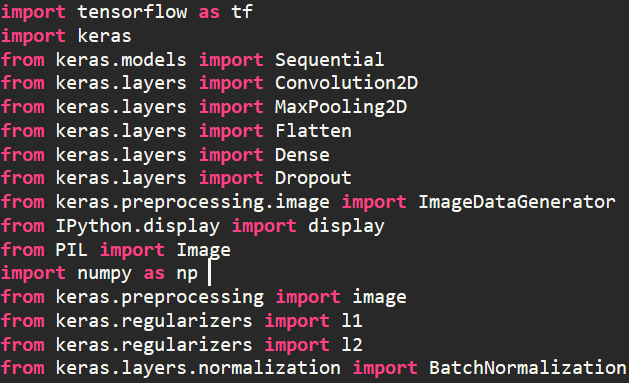 import tensorflow as tf
import keras
from keras.models import Sequential
from keras.layers import Convolution2D
from keras.layers import MaxPooling2D
from keras.layers import Flatten
from keras.layers import Dense
from keras.layers import Dropout
from keras.preprocessing.image import ImageDataGenerator
from IPython.display import display
from PIL import Image
import numpy as np
from keras.preprocessing import image
from keras.regularizers import l1
from keras.regularizers import l2
from keras.layers.normalization import BatchNormalization